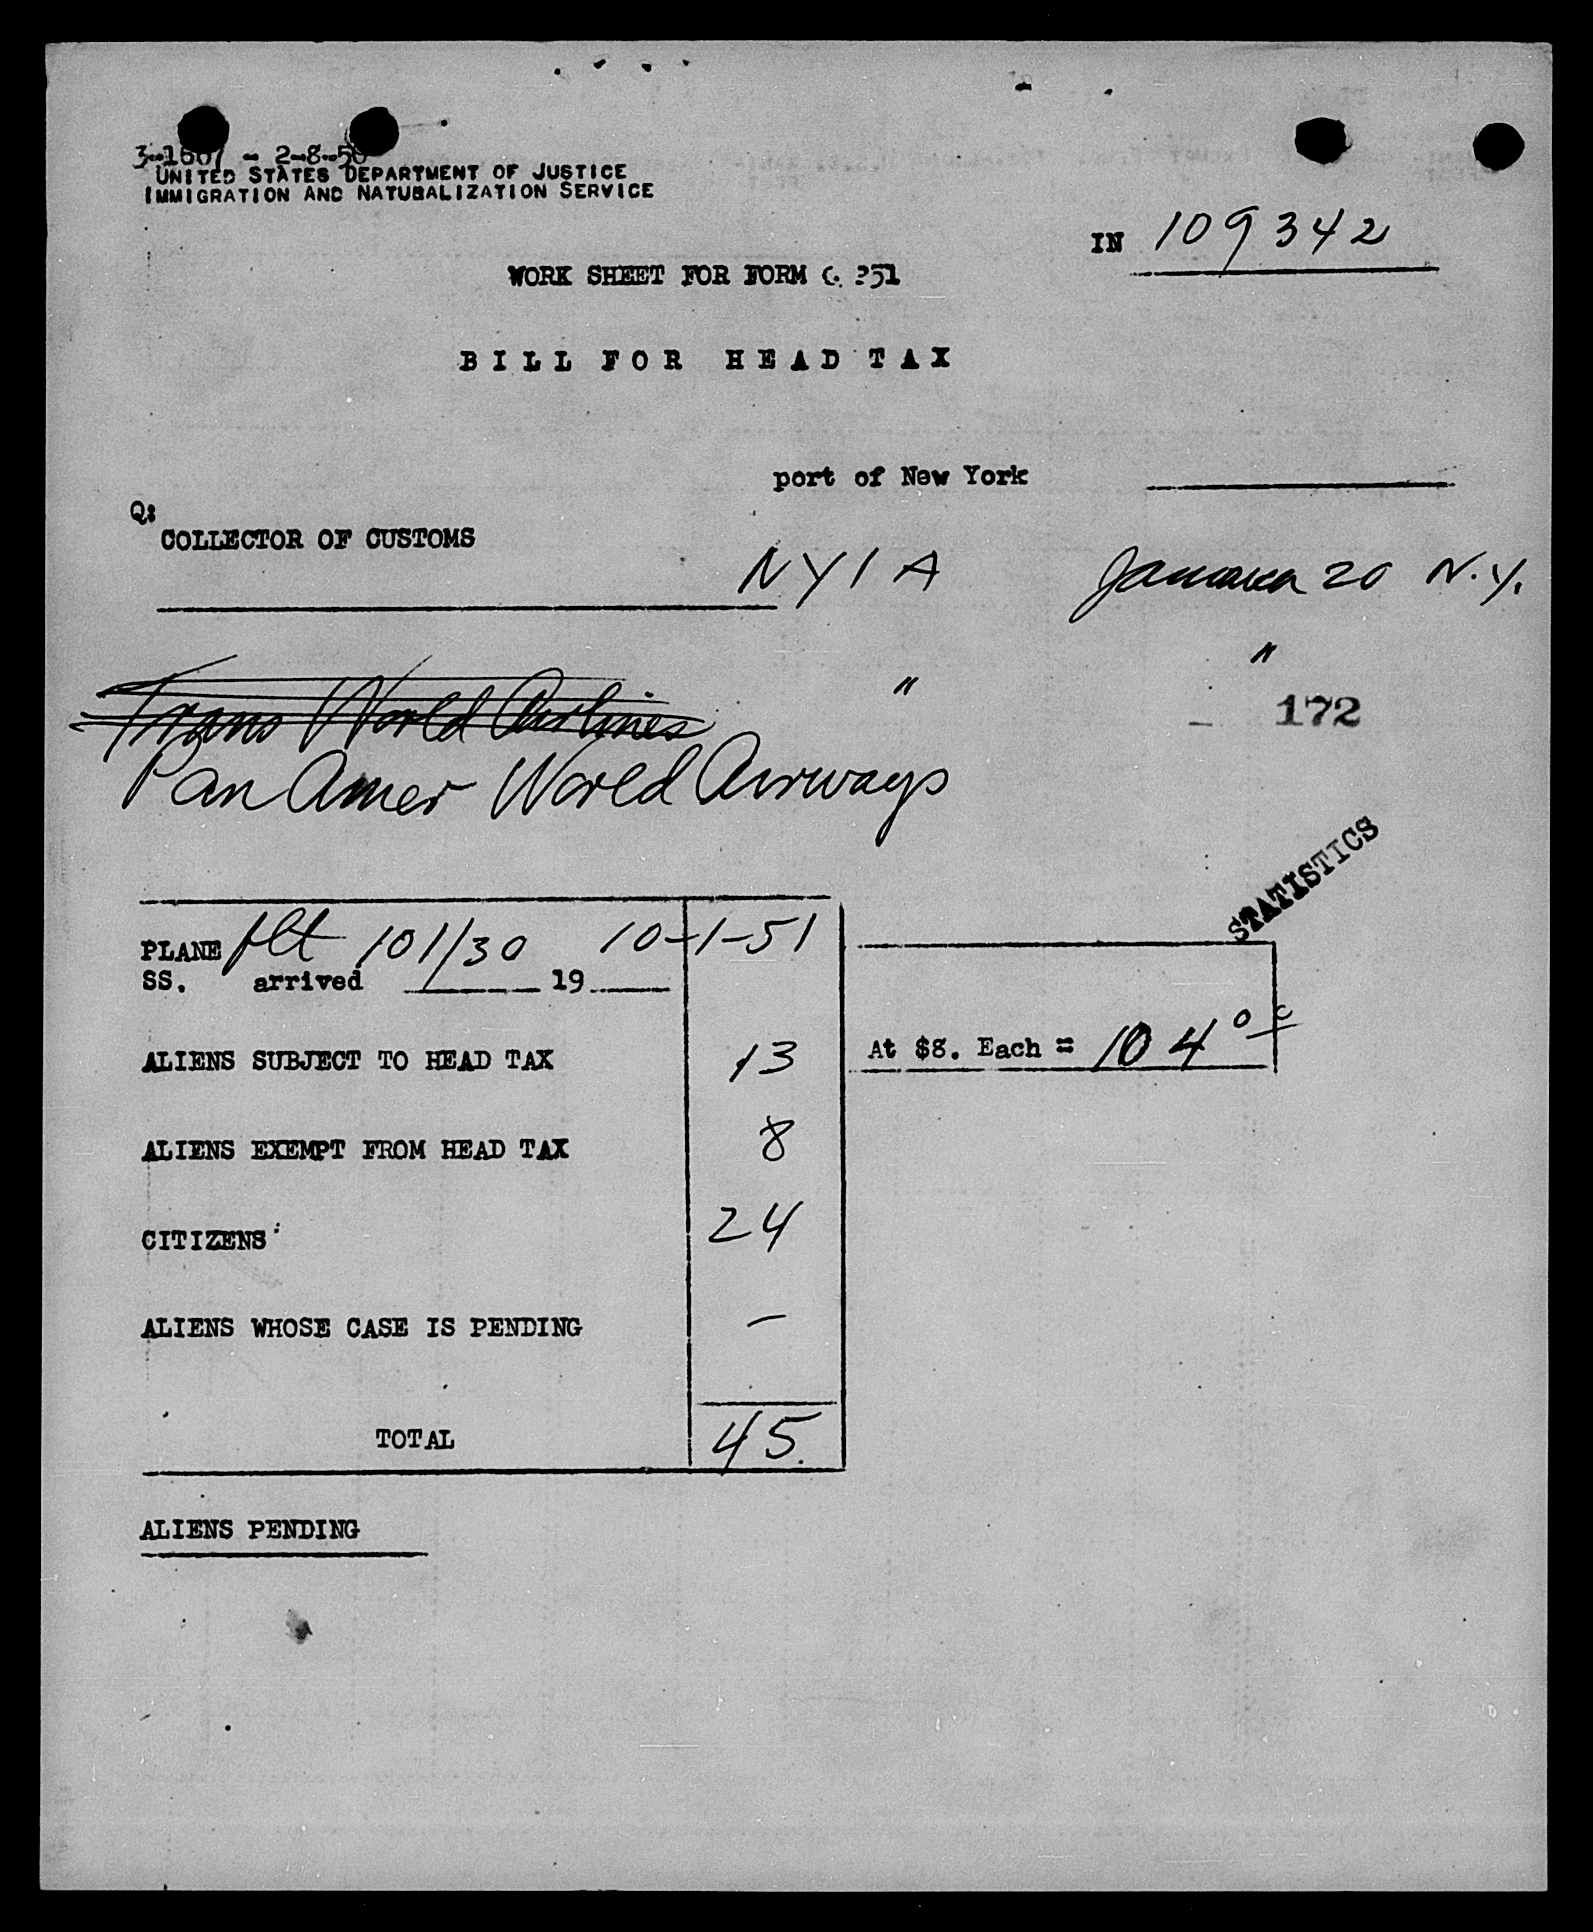 3-1607 - 2-8-50
UNITED STATES DEPARTMENT OF JUSTICE
IMMIGRATION AND NATURALIZATION SERVICE
IN 109342
WORK SHEET FOR FORM 251
BILL FOR HEAD TAX
port of New York
Q:
COLLECTOR OF CUSTOMS
NYIA Jamaica 20 N.Y.
"
Trans World Airlines "
172
Pan Amer World Airways
STATISTICS
PLANE flt 101/30 10-1-51
SS. arrived 19
ALIENS SUBJECT TO HEAD TAX 13 At $8. Each = 104 00
ALIENS EXEMPT FROM HEAD TAX 8
CITIZENS 24
ALIENS WHOSE CASE IS PENDING —
TOTAL 45
ALIENS PENDING